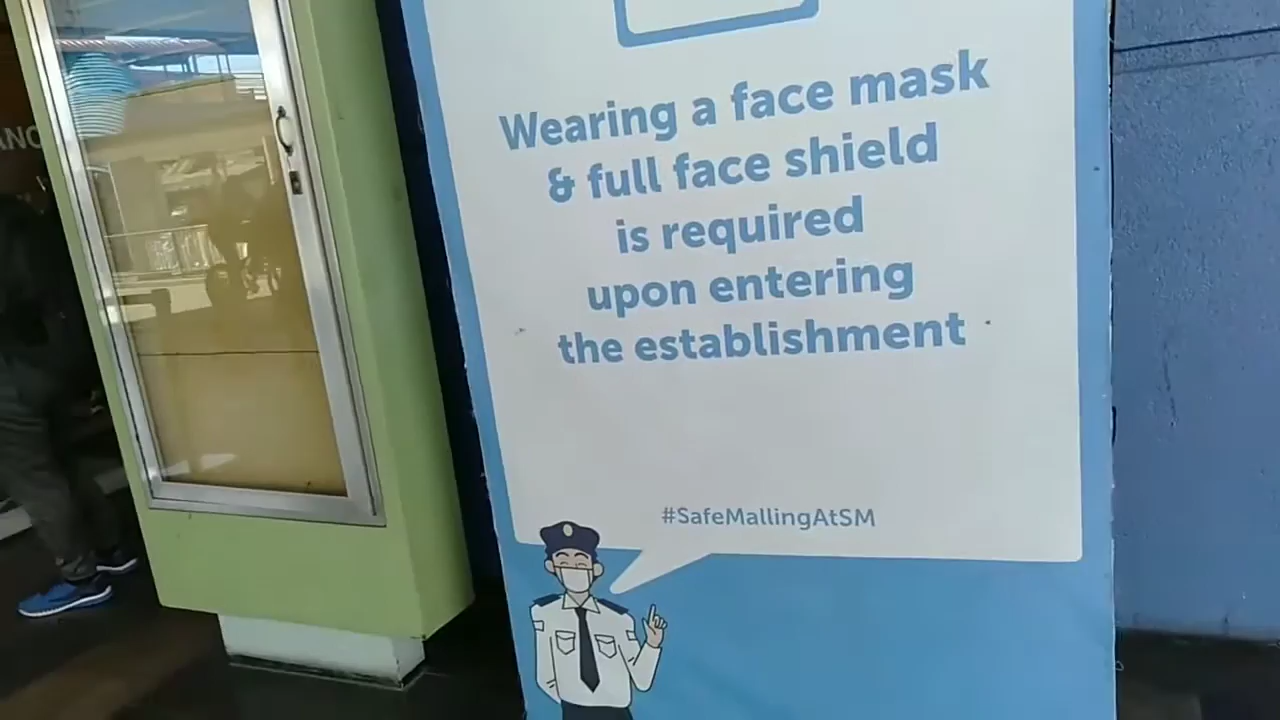 Wearing a face mask
& full face shield
is required
upon entering
the establishment
#SafeMallingAtSM